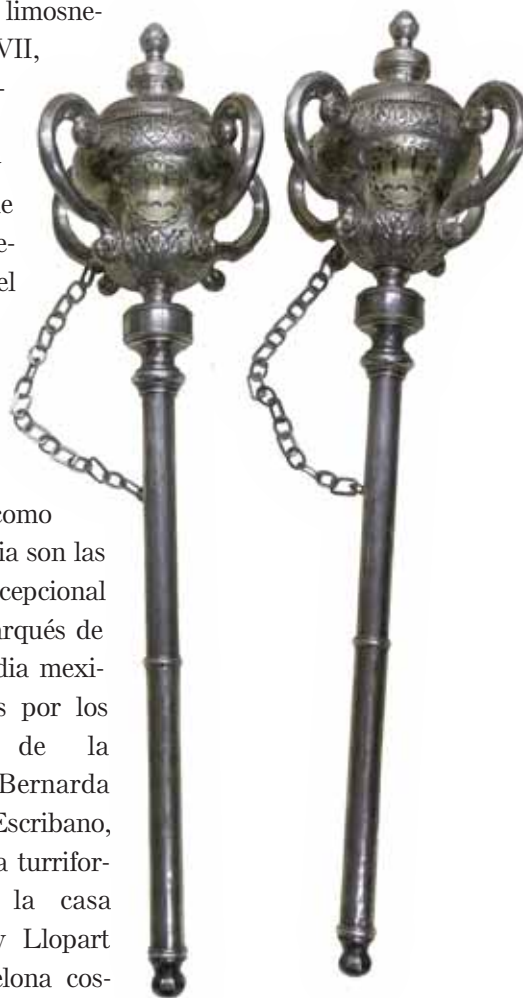 limosne-
VII,
-
el
como
ia son las
cepcional
arqués de
dia mexi-
s por los
de la
Bernarda
Escribano,
a turrifor-
la casa
y Llopart
elona cos-